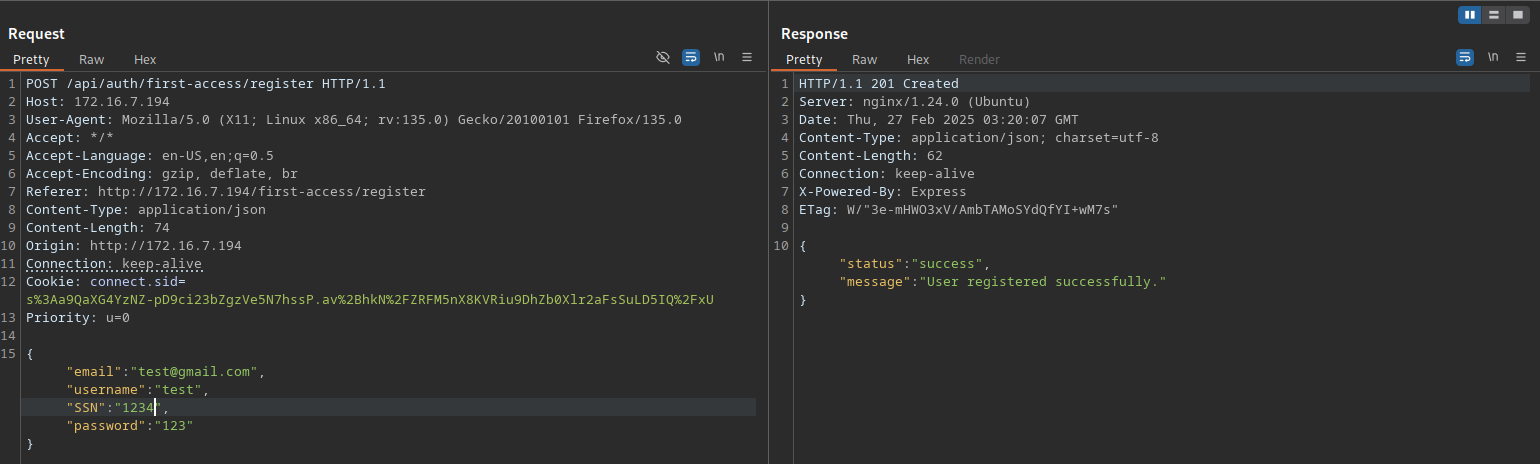 Request
Pretty Raw Hex \n
1 POST /api/auth/first-access/register HTTP/1.1
2 Host: 172.16.7.194
3 User-Agent: Mozilla/5.0 (X11; Linux x86_64; rv:135.0) Gecko/20100101 Firefox/135.0
4 Accept: */*
5 Accept-Language: en-US,en;q=0.5
6 Accept-Encoding: gzip, deflate, br
7 Referer: http://172.16.7.194/first-access/register
8 Content-Type: application/json
9 Content-Length: 74
10 Origin: http://172.16.7.194
11 Connection: keep-alive
12 Cookie: connect.sid=
s%3Aa9QaXG4YzNZ-pD9ci23bZgzVe5N7hssP.av%2BhkN%2FZRFM5nX8KVRiu9DhZb0Xlr2aFsSuLD5IQ%2FxU
13 Priority: u=0
14
15 {
"email":"test@gmail.com",
"username":"test",
"SSN":"1234",
"password":"123"
}
Response
Pretty Raw Hex Render \n
1 HTTP/1.1 201 Created
2 Server: nginx/1.24.0 (Ubuntu)
3 Date: Thu, 27 Feb 2025 03:20:07 GMT
4 Content-Type: application/json; charset=utf-8
5 Content-Length: 62
6 Connection: keep-alive
7 X-Powered-By: Express
8 ETag: W/"3e-mHWO3xV/AmbTAMoSYdQfYI+wM7s"
9
10 {
"status":"success",
"message":"User registered successfully."
}